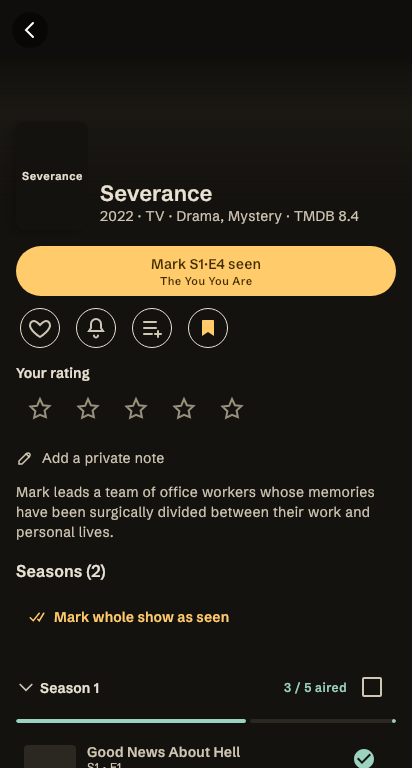 Severance
Severance
2022 · TV · Drama, Mystery · TMDB 8.4
Mark S1·E4 seen
The You You Are
Your rating
Add a private note
Mark leads a team of office workers whose memories
have been surgically divided between their work and
personal lives.
Seasons (2)
Mark whole show as seen
Season 1
3 / 5 aired
Good News About Hell
S1 · E1